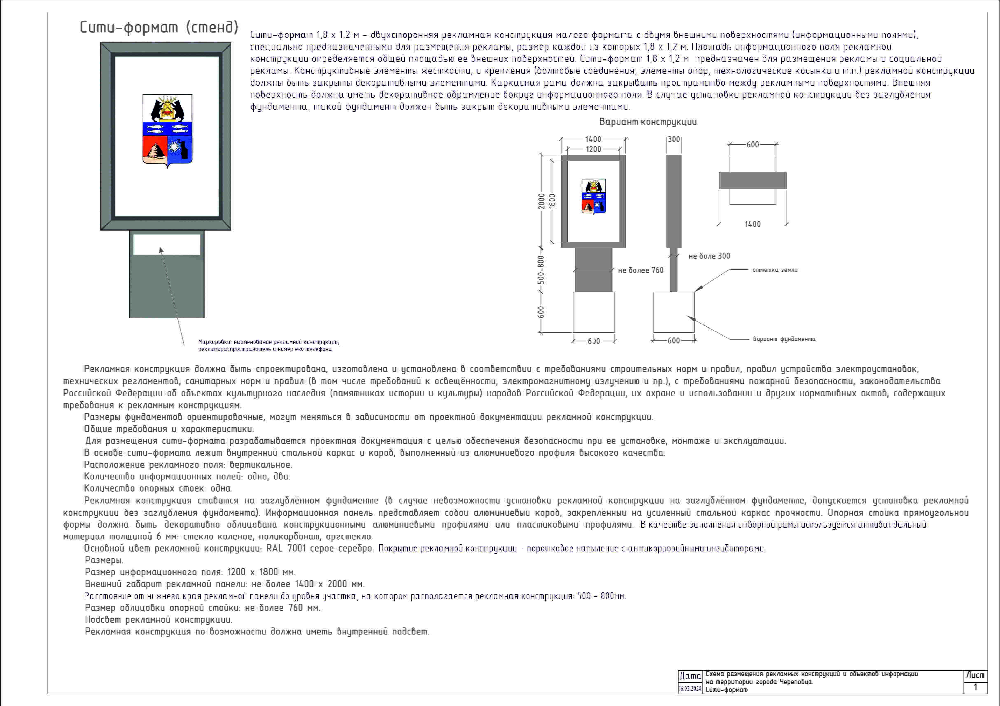 Сити-формат (стенд)
Сити-формат 1,8 х 1,2 м - двухсторонняя рекламная конструкция малого формата с двумя внешними поверхностями (информационными полями),
специально предназначенными для размещения рекламы, размер каждой из которых 1,8 х 1,2 м. Площадь информационного поля рекламной
конструкции определяется общей площадью ее внешних поверхностей. Сити-формат 1,8 х 1,2 м предназначен для размещения рекламы и социальной
рекламы. Конструктивные элементы жесткости, и крепления (болтовые соединения, элементы опор, технологические косынки и т.п.) рекламной конструкции
должны быть закрыты декоративными элементами. Каркасная рама должна закрывать пространство между рекламными поверхностями. Внешняя
поверхность должна иметь декоративное обрамление вокруг информационного поля. В случае установки рекламной конструкции без заглубления
фундамента, такой фундамент должен быть закрыт декоративными элементами.
Вариант конструкции
1400
1200
300
600
2000
1800
1400
500-800
не боле 300
не более 760
отметка земли
600
600
600
вариант фундамента
Маркировка: наименование рекламной конструкции,
рекламораспространитель и номер его телефона
Рекламная конструкция должна быть спроектирована, изготовлена и установлена в соответствии с требованиями строительных норм и правил, правил устройства электроустановок,
технических регламентов, санитарных норм и правил (в том числе требований к освещённости, электромагнитному излучению и пр.), с требованиями пожарной безопасности, законодательства
Российской Федерации об объектах культурного наследия (памятниках истории и культуры) народов Российской Федерации, их охране и использовании и других нормативных актов, содержащих
требования к рекламным конструкциям.
Размеры фундаментов ориентировочные, могут меняться в зависимости от проектной документации рекламной конструкции.
Общие требования и характеристики.
Для размещения сити-формата разрабатывается проектная документация с целью обеспечения безопасности при ее установке, монтаже и эксплуатации.
В основе сити-формата лежит внутренний стальной каркас и короб, выполненный из алюминиевого профиля высокого качества.
Расположение рекламного поля: вертикальное.
Количество информационных полей: одно, два.
Количество опорных стоек: одна.
Рекламная конструкция ставится на заглублённом фундаменте (в случае невозможности установки рекламной конструкции на заглублённом фундаменте, допускается установка рекламной
конструкции без заглубления фундамента). Информационная панель представляет собой алюминиевый короб, закреплённый на усиленный стальной каркас прочности. Опорная стойка прямоугольной
формы должна быть декоративно облицована конструкционными алюминиевыми профилями или пластиковыми профилями. В качестве заполнения створной рамы используется антивандальный
материал толщиной 6 мм: стекло каленое, поликарбонат, оргстекло.
Основной цвет рекламной конструкции: RAL 7001 серое серебро. Покрытие рекламной конструкции - порошковое напыление с антикоррозийными ингибиторами.
Размеры.
Размер информационного поля: 1200 х 1800 мм.
Внешний габарит рекламной панели: не более 1400 х 2000 мм.
Расстояние от нижнего края рекламной панели до уровня участка, на котором располагается рекламная конструкция: 500 - 800мм.
Размер облицовки опорной стойки: не более 760 мм.
Подсвет рекламной конструкции.
Рекламная конструкция по возможности должна иметь внутренний подсвет.
Дата
16.03.2020
Схема размещения рекламных конструкций и объектов информации
на территории города Череповца.
Сити-формат
Лист
1